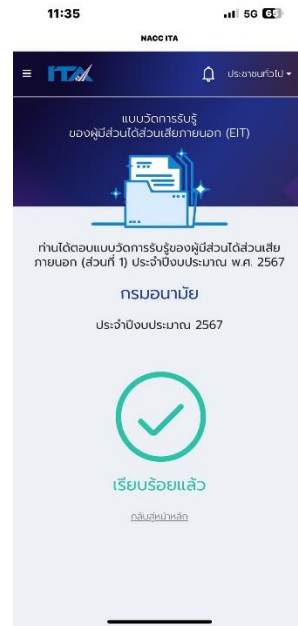 11:35
5G 65
NACC ITA
ITA
ประชาชนทั่วไป
แบบวัดการรับรู้
ของผู้มีส่วนได้ส่วนเสียภายนอก (EIT)
ท่านได้ตอบแบบวัดการรับรู้ของผู้มีส่วนได้ส่วนเสีย
ภายนอก (ส่วนที่ 1) ประจำปีงบประมาณ พ.ศ. 2567
กรมอนามัย
ประจำปีงบประมาณ 2567
เรียบร้อยแล้ว
กลับสู่หน้าหลัก